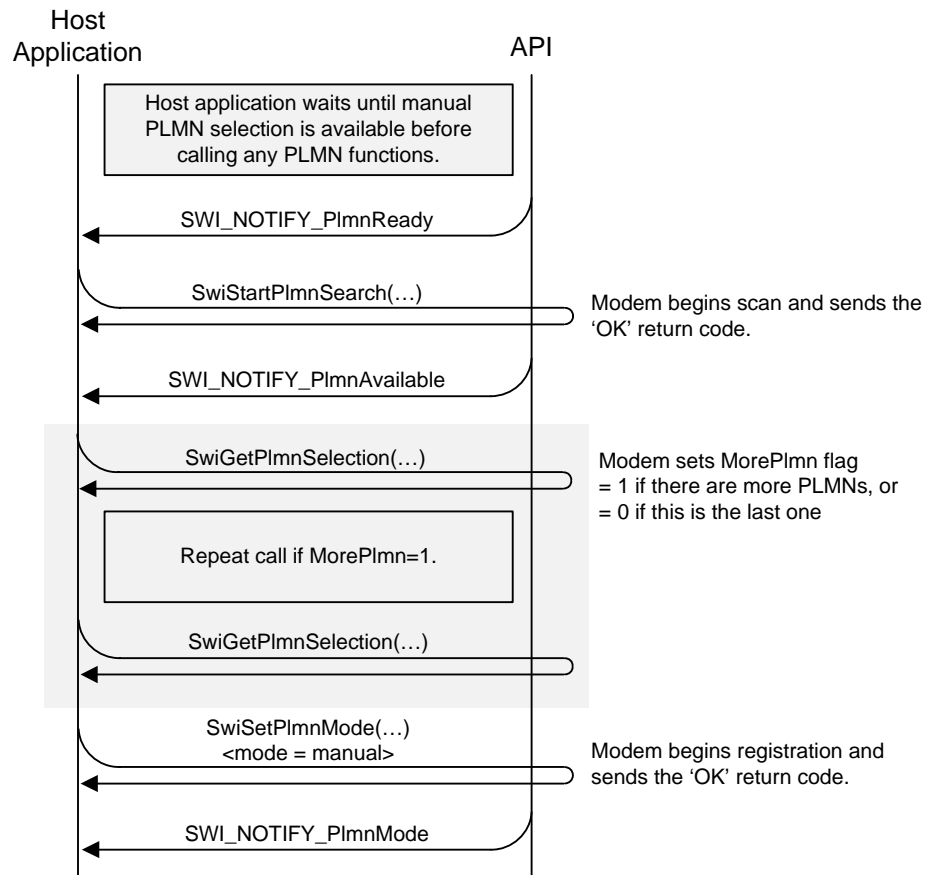 Host
Application
API
Host application waits until manual
PLMN selection is available before
calling any PLMN functions.
SWI_NOTIFY_PlmnReady
SwiStartPlmnSearch(…)
Modem begins scan and sends the
‘OK’ return code.
SWI_NOTIFY_PlmnAvailable
SwiGetPlmnSelection(…)
Modem sets MorePlmn flag
= 1 if there are more PLMNs, or
= 0 if this is the last one
Repeat call if MorePlmn=1.
SwiGetPlmnSelection(…)
SwiSetPlmnMode(…)
<mode = manual>
Modem begins registration and
sends the ‘OK’ return code.
SWI_NOTIFY_PlmnMode